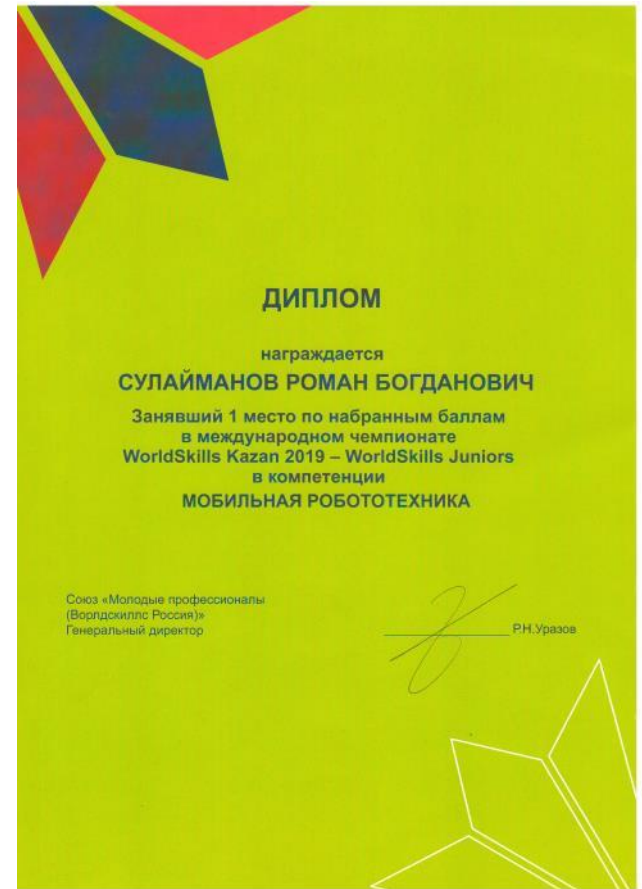 ДИПЛОМ
награждается
СУЛАЙМАНОВ РОМАН БОГДАНОВИЧ
Занявший 1 место по набранным баллам
в международном чемпионате
WorldSkills Kazan 2019 – WorldSkills Juniors
в компетенции
МОБИЛЬНАЯ РОБОТОТЕХНИКА
Союз «Молодые профессионалы
(Ворлдскиллс Россия)»
Генеральный директор
Р.Н.Уразов